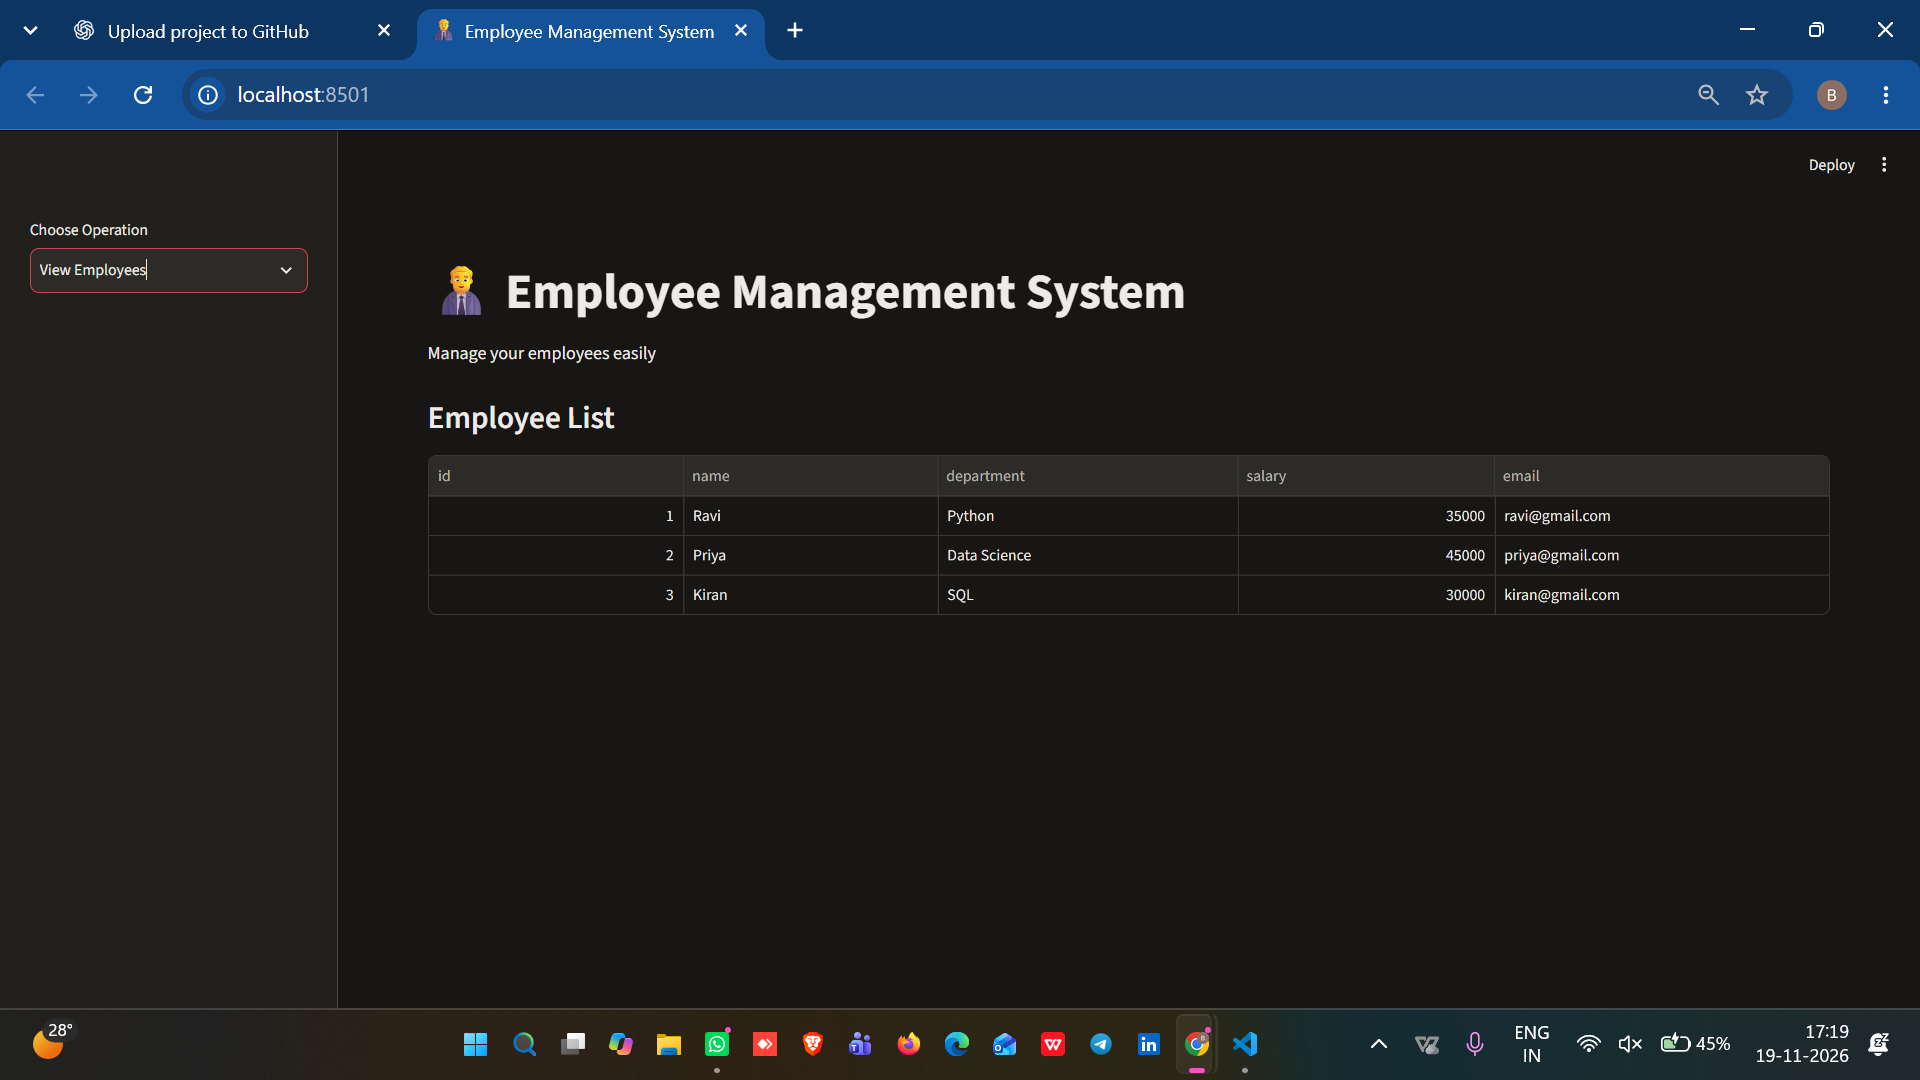 Upload project to GitHub
Employee Management System
localhost:8501
B
Deploy
Choose Operation
View Employees
Employee Management System
Manage your employees easily
Employee List
id name department salary email
1 Ravi Python 35000 ravi@gmail.com
2 Priya Data Science 45000 priya@gmail.com
3 Kiran SQL 30000 kiran@gmail.com
28°
ENG
IN
45%
17:19
19-11-2026